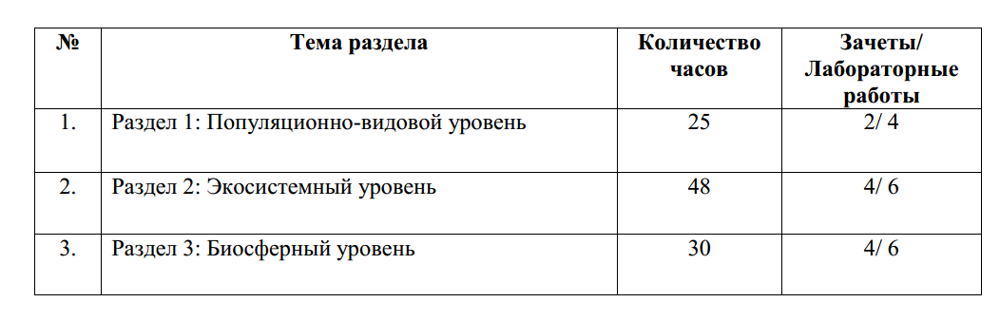 № Тема раздела Количество часов Зачеты/ Лабораторные работы
1. Раздел 1: Популяционно-видовой уровень 25 2/ 4
2. Раздел 2: Экосистемный уровень 48 4/ 6
3. Раздел 3: Биосферный уровень 30 4/ 6